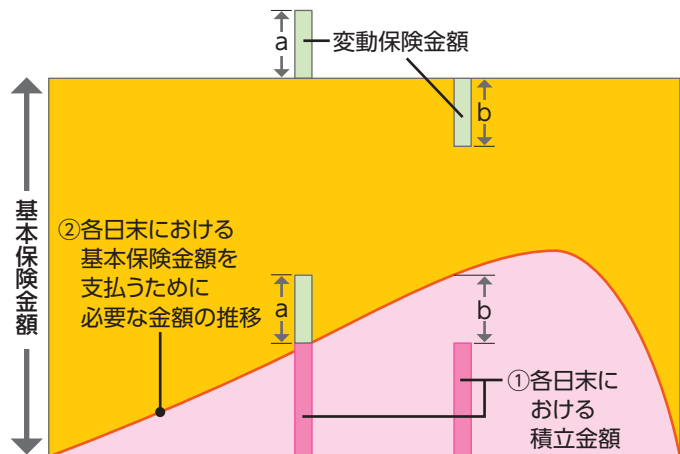 a
変動保険金額
b
基本保険金額
②各日末における
基本保険金額を
支払うために
必要な金額の推移
a
b
①各日末に
おける
積立金額